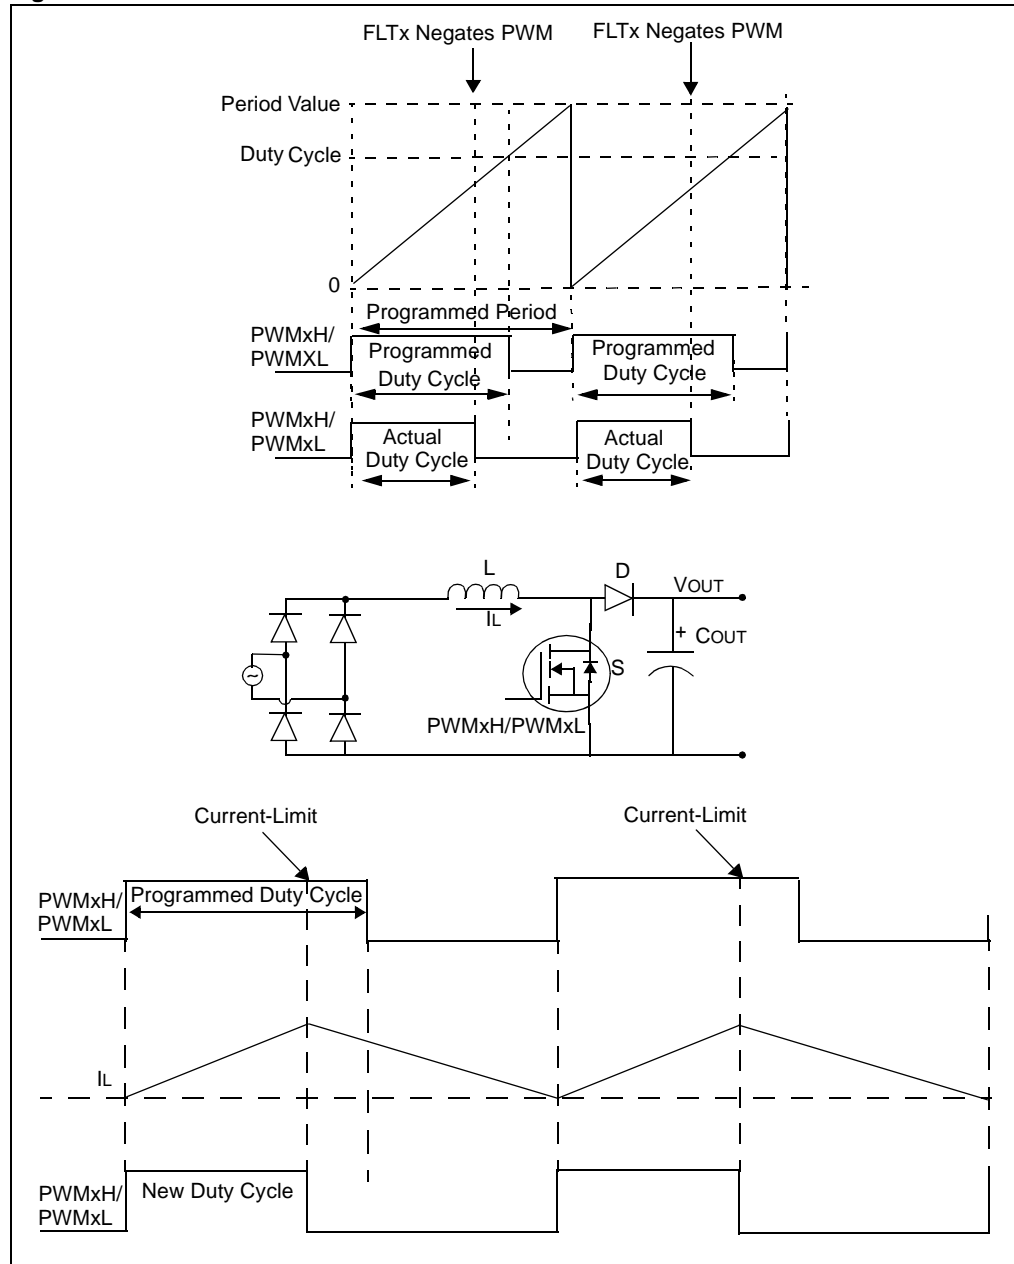 FLTx Negates PWM
FLTx Negates PWM
Period Value
Duty Cycle
0
Programmed Period
PWMxH/
PWMXL
Programmed
Duty Cycle
Programmed
Duty Cycle
PWMxH/
PWMxL
Actual
Duty Cycle
Actual
Duty Cycle
L
D
VOUT
IL
+
COUT
S
~
PWMxH/PWMxL
Current-Limit
Current-Limit
PWMxH/
PWMxL
Programmed Duty Cycle
IL
PWMxH/
PWMxL
New Duty Cycle